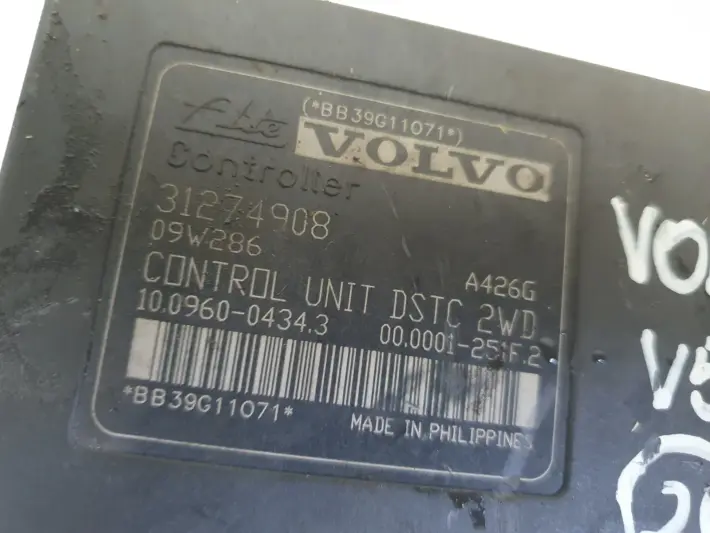 (*BB39G11071*)
Ate VOLVO
Controller
31274908
09W286
A426G
CONTROL UNIT DSTC 2WD
10.0960-0434.3 00.0001-251F.2
*BB39G11071*
MADE IN PHILIPPINES